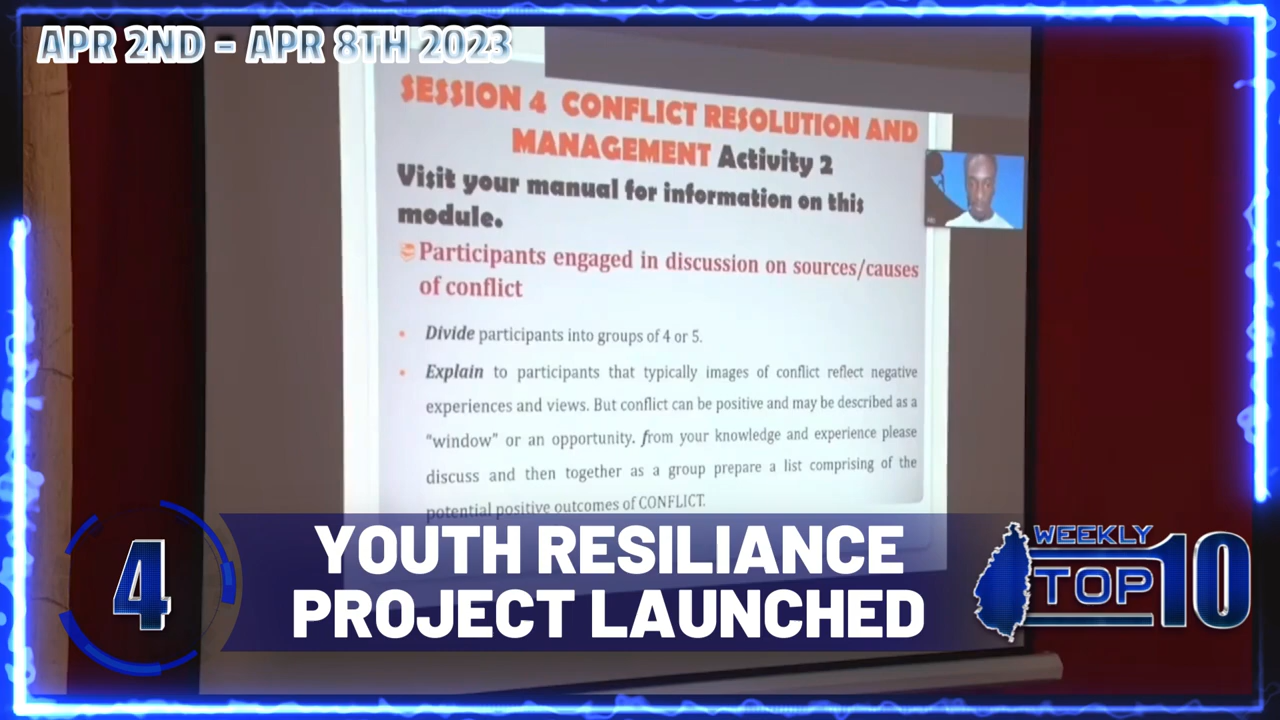 APR 2ND - APR 8TH 2023
SESSION 4 CONFLICT RESOLUTION AND
MANAGEMENT Activity 2
Visit your manual for information on this
module.
Participants engaged in discussion on sources/causes
of conflict
• Divide participants into groups of 4 or 5.
• Explain to participants that typically images of conflict reflect negative
experiences and views. But conflict can be positive and may be described as a
"window" or an opportunity. from your knowledge and experience please
discuss and then together as a group prepare a list comprising of the
potential positive outcomes of CONFLICT.
4
YOUTH RESILIANCE
PROJECT LAUNCHED
WEEKLY
TOP 10